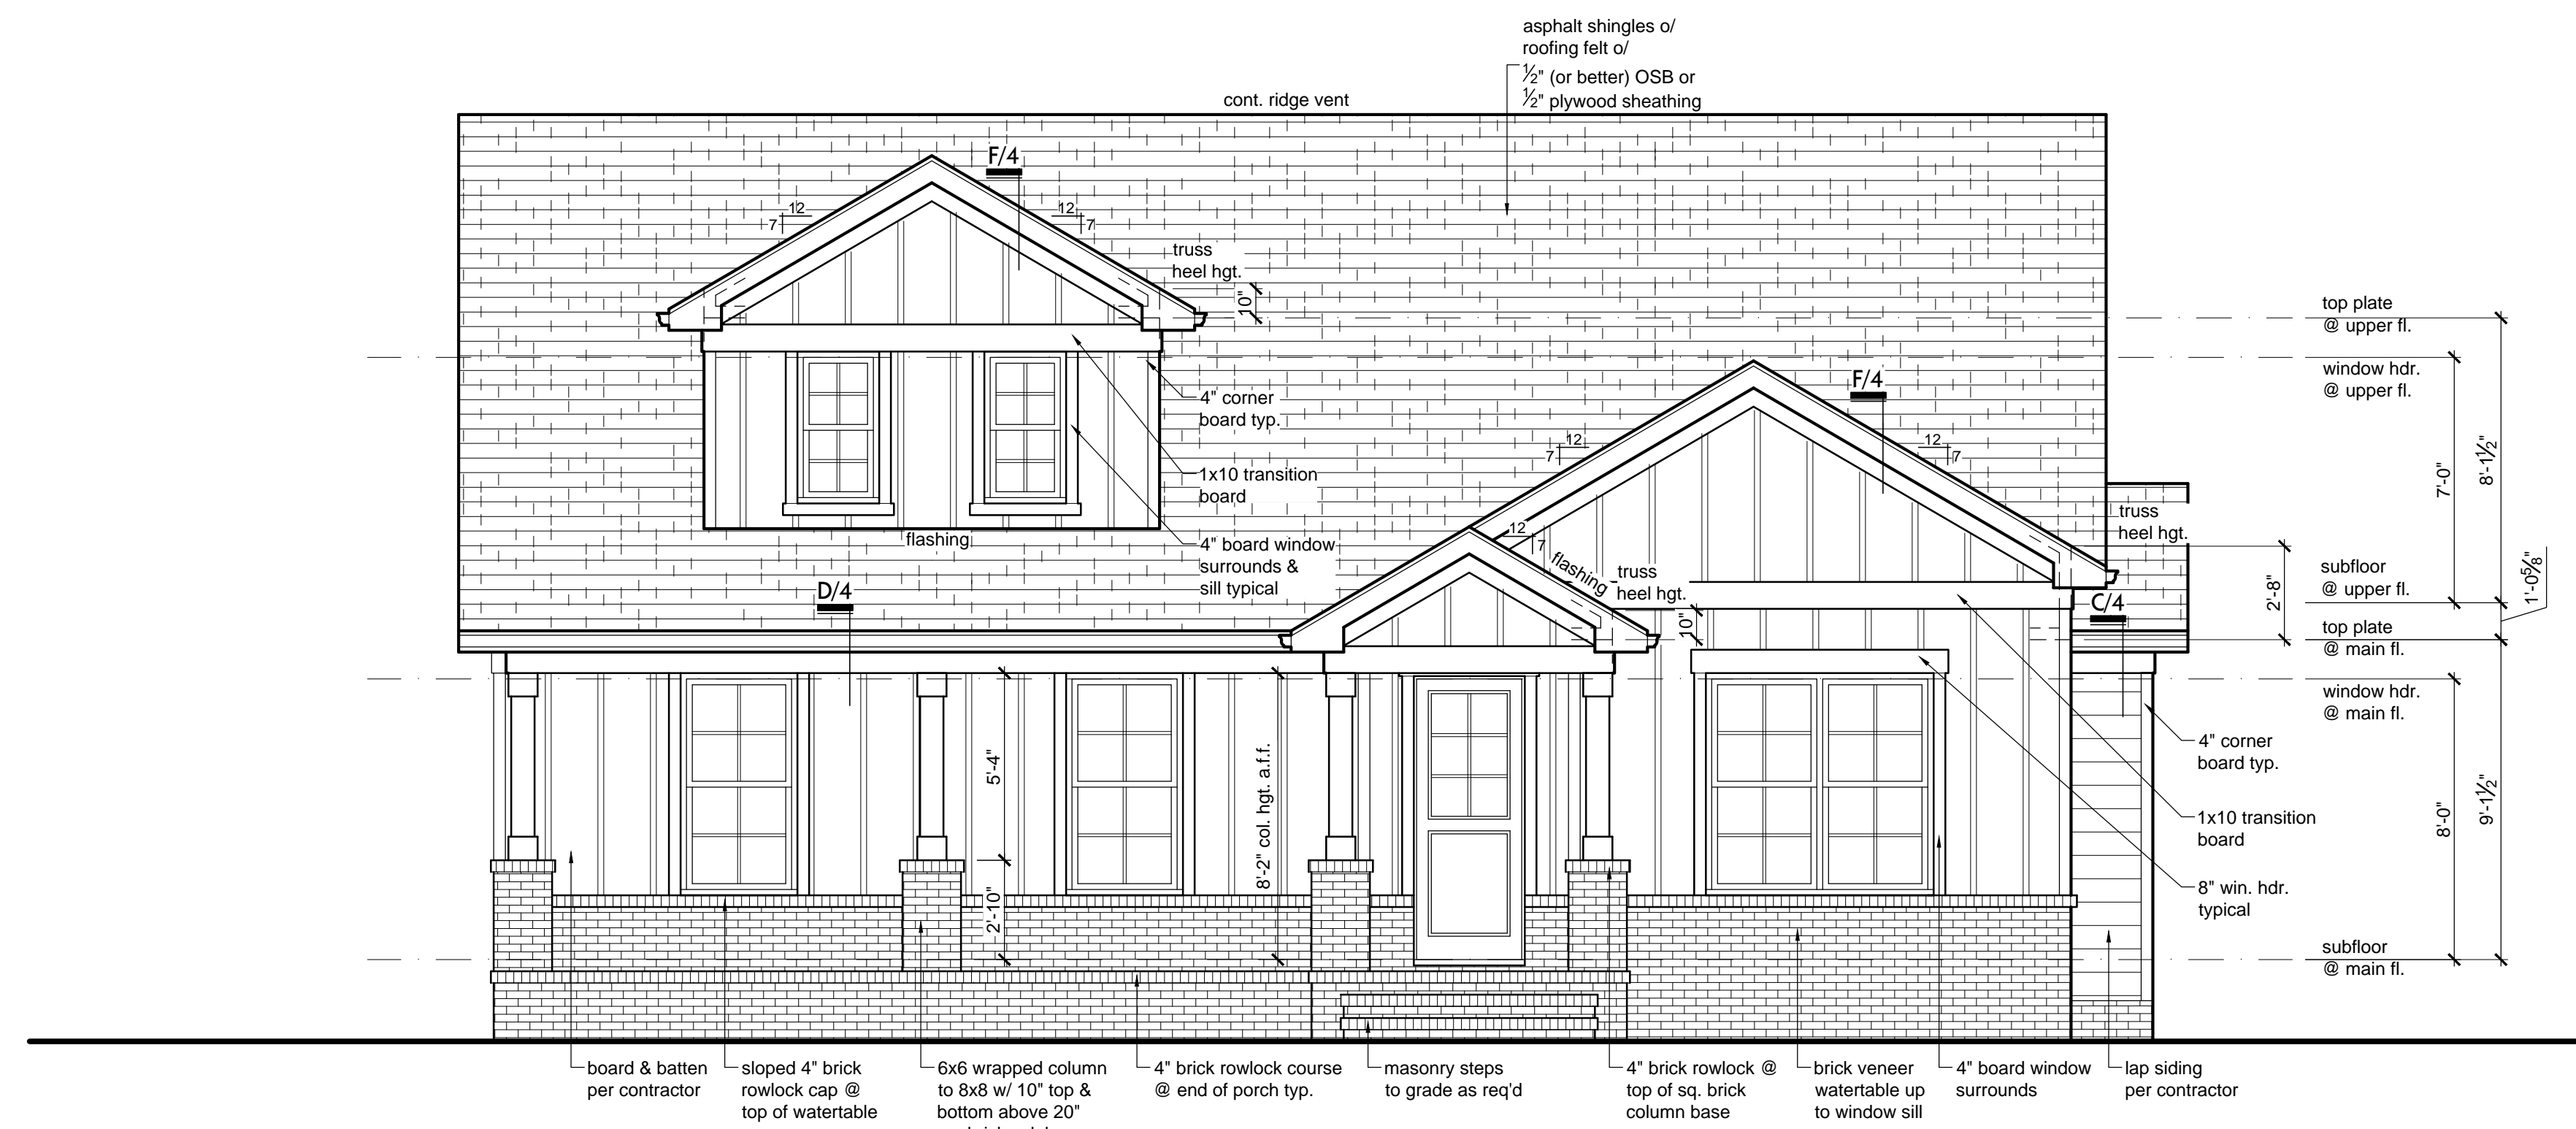 asphalt shingles o/
roofing felt o/
½" (or better) OSB or
½" plywood sheathing
cont. ridge vent
F/4
12
7
12
7
truss
heel hgt.
10"
top plate
@ upper fl.
window hdr.
@ upper fl.
F/4
4" corner
board typ.
12
7
12
7
7'-0"
8'-1½"
1x10 transition
board
flashing
4" board window
surrounds &
sill typical
12
7
flashing
truss
heel hgt.
10"
truss
heel hgt.
2'-8"
1'-0⅝"
subfloor
@ upper fl.
D/4
C/4
top plate
@ main fl.
window hdr.
@ main fl.
5'-4"
8'-2" col. hgt. a.f.f.
2'-10"
4" corner
board typ.
8'-0"
9'-1½"
1x10 transition
board
8" win. hdr.
typical
subfloor
@ main fl.
board & batten
per contractor
sloped 4" brick
rowlock cap @
top of watertable
6x6 wrapped column
to 8x8 w/ 10" top &
bottom above 20"
4" brick rowlock course
@ end of porch typ.
masonry steps
to grade as req'd
4" brick rowlock @
top of sq. brick
column base
brick veneer
watertable up
to window sill
4" board window
surrounds
lap siding
per contractor